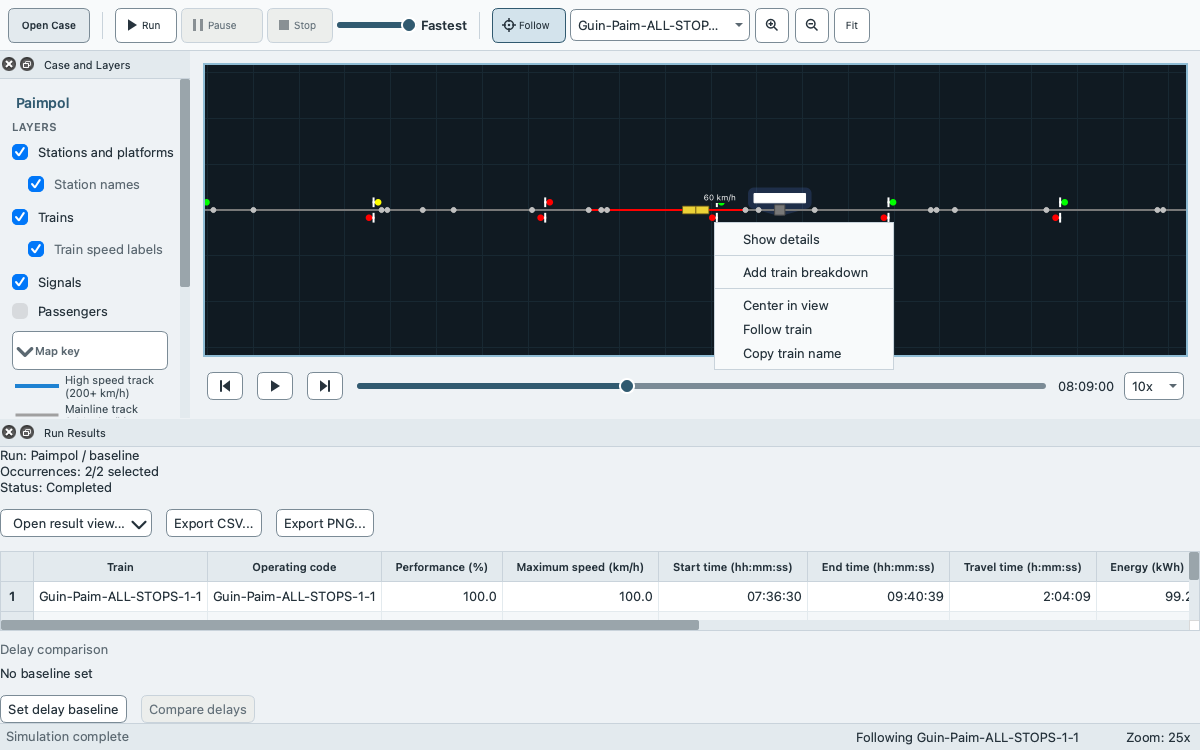 Open Case
Run
Pause
Stop
Fastest
Follow
Guin-Paim-ALL-STOP...
Fit
Case and Layers
Paimpol
LAYERS
Stations and platforms
Station names
Trains
Train speed labels
Signals
Passengers
Map key
High speed track
(200+ km/h)
Mainline track
60 km/h
Show details
Add train breakdown
Center in view
Follow train
Copy train name
08:09:00
10x
Run Results
Run: Paimpol / baseline
Occurrences: 2/2 selected
Status: Completed
Open result view...
Export CSV...
Export PNG...
Train Operating code Performance (%) Maximum speed (km/h) Start time (hh:mm:ss) End time (hh:mm:ss) Travel time (h:mm:ss) Energy (kWh)
1 Guin-Paim-ALL-STOPS-1-1 Guin-Paim-ALL-STOPS-1-1 100.0 100.0 07:36:30 09:40:39 2:04:09 99.2
Delay comparison
No baseline set
Set delay baseline
Compare delays
Simulation complete
Following Guin-Paim-ALL-STOPS-1-1
Zoom: 25x